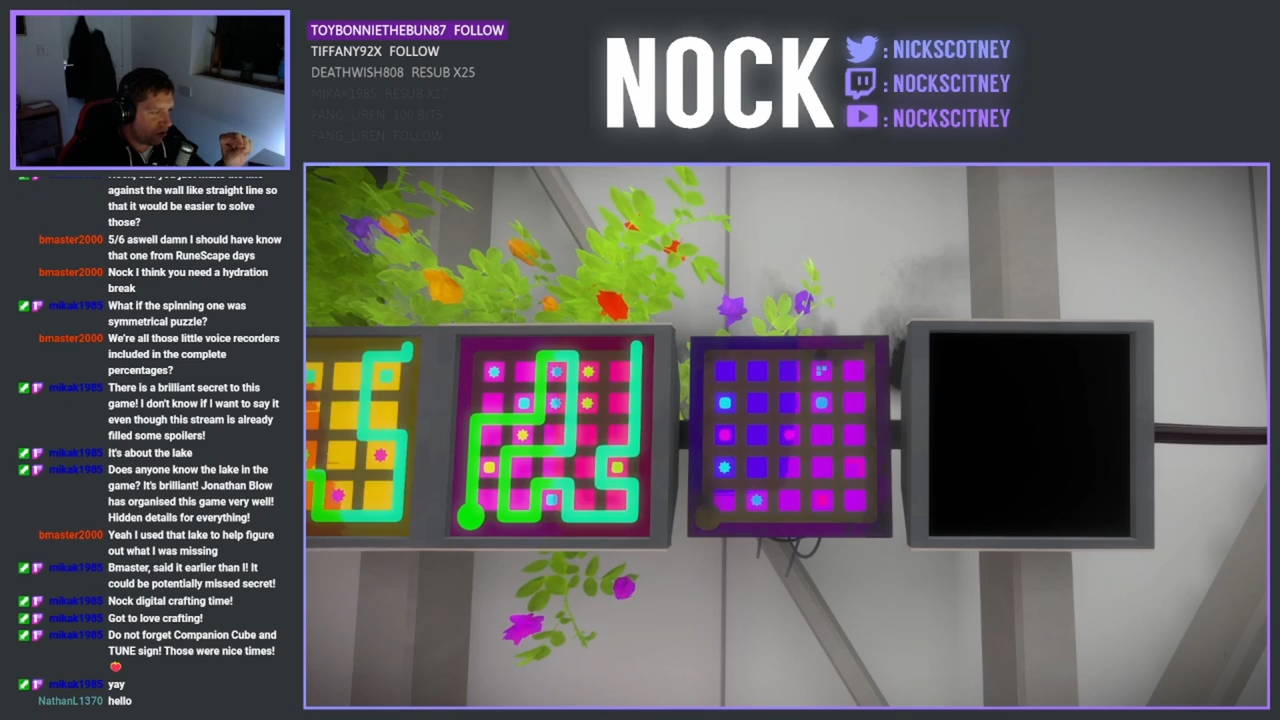 TOYBONNIETHEBUN87 FOLLOW
TIFFANY92X FOLLOW
DEATHWISH808 RESUB X25
MIKAK1985 RESUB X17
FANG_LIREN 100 BITS
FANG_LIREN FOLLOW
NOCK
: NICKSCOTNEY
: NOCKSCITNEY
: NOCKSCITNEY
against the wall like straight line so
that it would be easier to solve
those?
bmaster2000 5/6 aswell damn I should have know
that one from RuneScape days
bmaster2000 Nock I think you need a hydration
break
mikak1985 What if the spinning one was
symmetrical puzzle?
bmaster2000 We're all those little voice recorders
included in the complete
percentages?
mikak1985 There is a brilliant secret to this
game! I don't know if I want to say it
even though this stream is already
filled some spoilers!
mikak1985 It's about the lake
mikak1985 Does anyone know the lake in the
game? It's brilliant! Jonathan Blow
has organised this game very well!
Hidden details for everything!
bmaster2000 Yeah I used that lake to help figure
out what I was missing
mikak1985 Bmaster, said it earlier than I! It
could be potentially missed secret!
mikak1985 Nock digital crafting time!
mikak1985 Got to love crafting!
mikak1985 Do not forget Companion Cube and
TUNE sign! Those were nice times!
mikak1985 yay
NathanL1370 hello